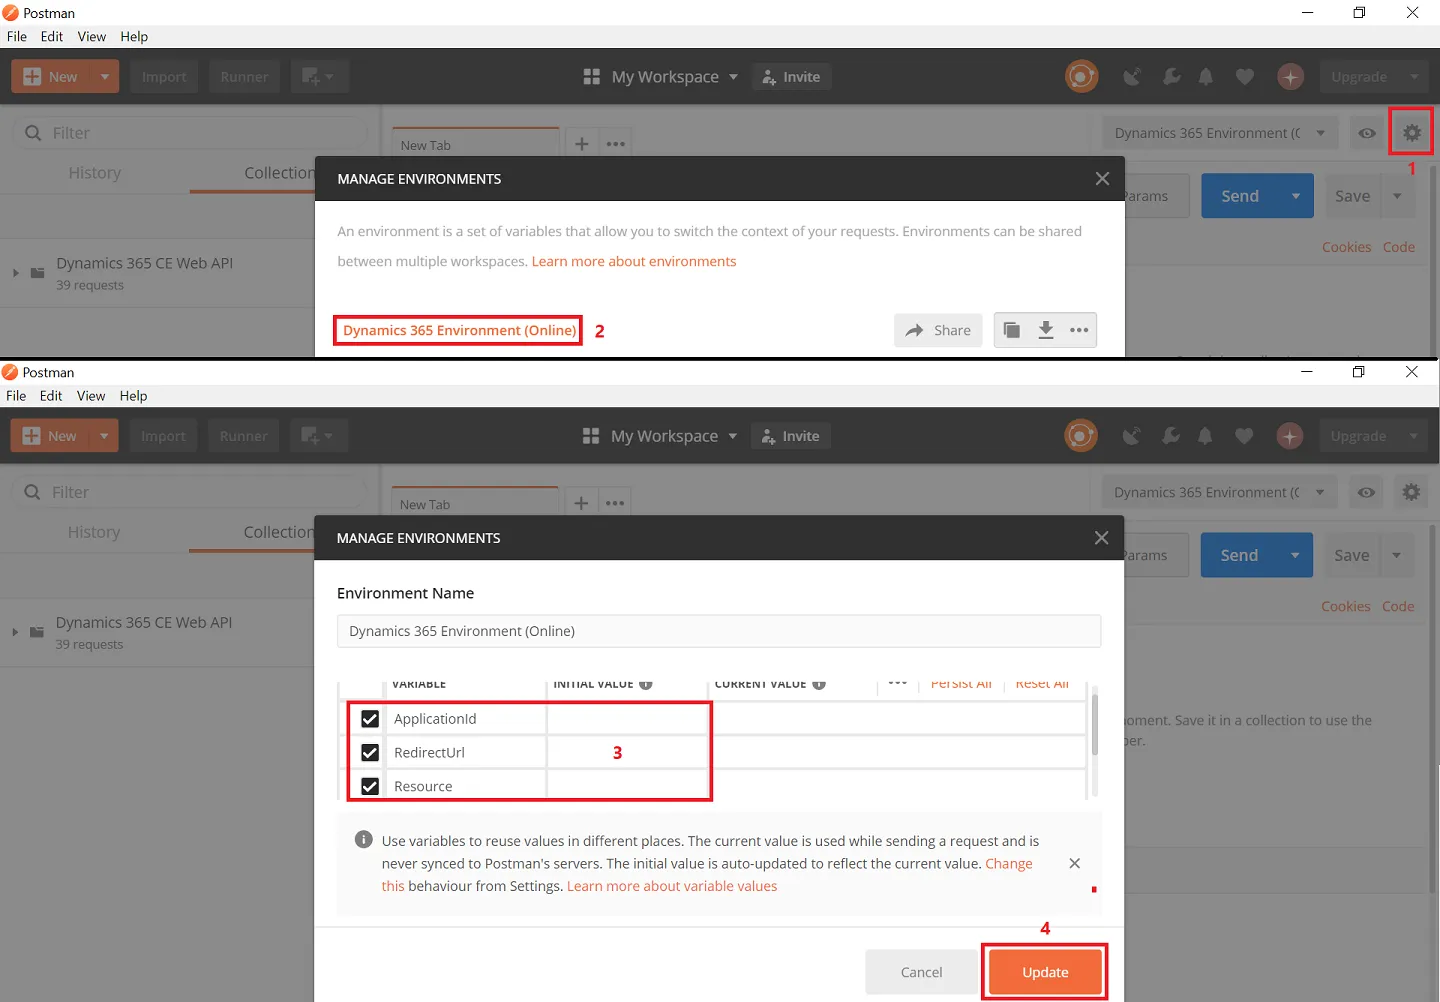 Postman
File Edit View Help
New Import Runner My Workspace Invite Upgrade
Filter
New Tab
Dynamics 365 Environment (
1
History Collection
MANAGE ENVIRONMENTS
Params Send Save
An environment is a set of variables that allow you to switch the context of your requests. Environments can be shared
between multiple workspaces. Learn more about environments
Cookies Code
Dynamics 365 CE Web API
39 requests
Dynamics 365 Environment (Online) 2 Share
Postman
File Edit View Help
New Import Runner My Workspace Invite Upgrade
Filter
New Tab
Dynamics 365 Environment (
History Collection
MANAGE ENVIRONMENTS
Params Send Save
Environment Name
Cookies Code
Dynamics 365 CE Web API
39 requests
Dynamics 365 Environment (Online)
VARIABLE INITIAL VALUE CURRENT VALUE Persist All Reset All
ApplicationId
RedirectUrl 3
Resource
oment. Save it in a collection to use the
per.
Use variables to reuse values in different places. The current value is used while sending a request and is
never synced to Postman's servers. The initial value is auto-updated to reflect the current value. Change
this behaviour from Settings. Learn more about variable values
4
Cancel Update